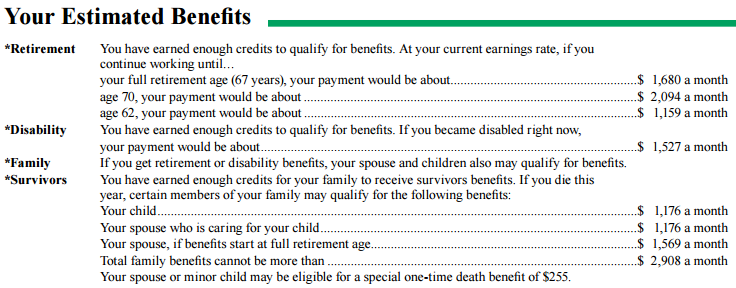 Your Estimated Benefits
*Retirement You have earned enough credits to qualify for benefits. At your current earnings rate, if you
continue working until…
your full retirement age (67 years), your payment would be about.......................................................$ 1,680 a month
age 70, your payment would be about ....................................................................................................$ 2,094 a month
age 62, your payment would be about ....................................................................................................$ 1,159 a month
*Disability You have earned enough credits to qualify for benefits. If you became disabled right now,
your payment would be about..................................................................................................................$ 1,527 a month
*Family If you get retirement or disability benefits, your spouse and children also may qualify for benefits.
*Survivors You have earned enough credits for your family to receive survivors benefits. If you die this
year, certain members of your family may qualify for the following benefits:
Your child..................................................................................................................................................$ 1,176 a month
Your spouse who is caring for your child................................................................................................$ 1,176 a month
Your spouse, if benefits start at full retirement age................................................................................$ 1,569 a month
Total family benefits cannot be more than .............................................................................................$ 2,908 a month
Your spouse or minor child may be eligible for a special one-time death benefit of $255.